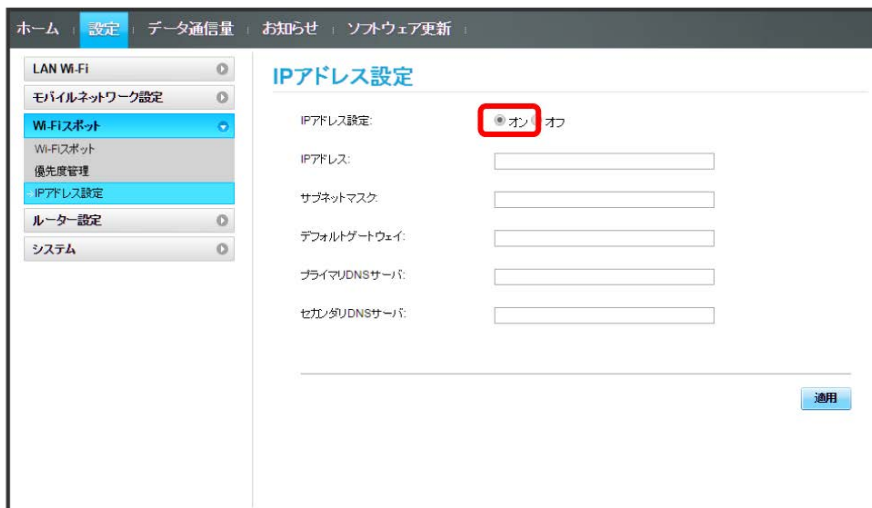 ホーム 設定 データ通信量 お知らせ ソフトウェア更新
LAN Wi-Fi
モバイルネットワーク設定
Wi-Fiスポット
Wi-Fiスポット
優先度管理
IPアドレス設定
ルーター設定
システム
IPアドレス設定
IPアドレス設定: オン オフ
IPアドレス:
サブネットマスク:
デフォルトゲートウェイ:
プライマリDNSサーバ:
セカンダリDNSサーバ:
適用